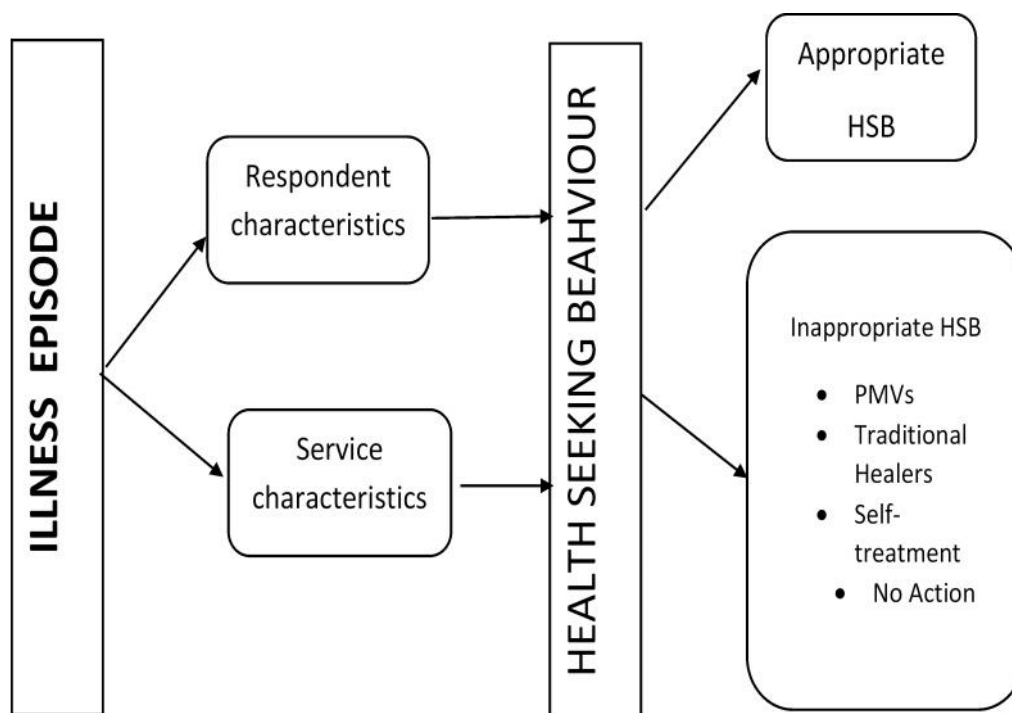 ILLNESS EPISODE
Respondent
characteristics
Service
characteristics
HEALTH SEEKING BEAHVIOUR
Appropriate
HSB
Inappropriate HSB
• PMVs
• Traditional
Healers
• Self-
treatment
• No Action